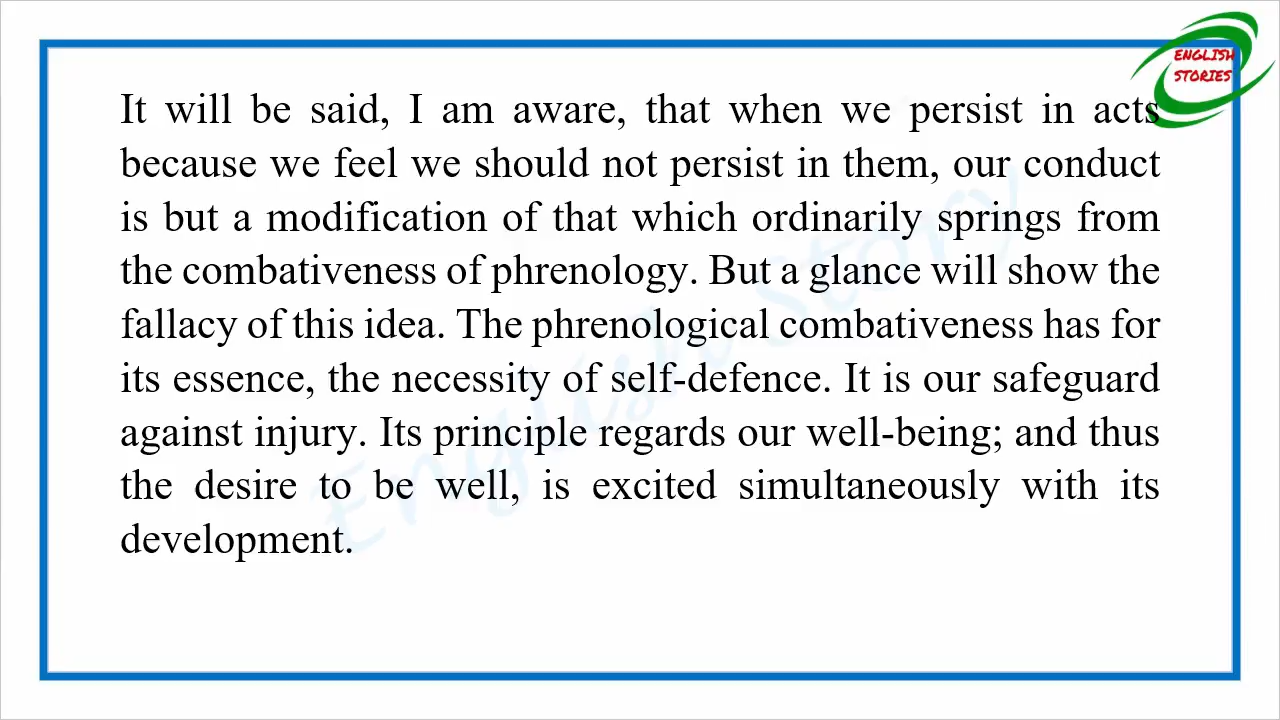 ENGLISH
STORIES
It will be said, I am aware, that when we persist in acts
because we feel we should not persist in them, our conduct
is but a modification of that which ordinarily springs from
the combativeness of phrenology. But a glance will show the
fallacy of this idea. The phrenological combativeness has for
its essence, the necessity of self-defence. It is our safeguard
against injury. Its principle regards our well-being; and thus
the desire to be well, is excited simultaneously with its
development.
English Story